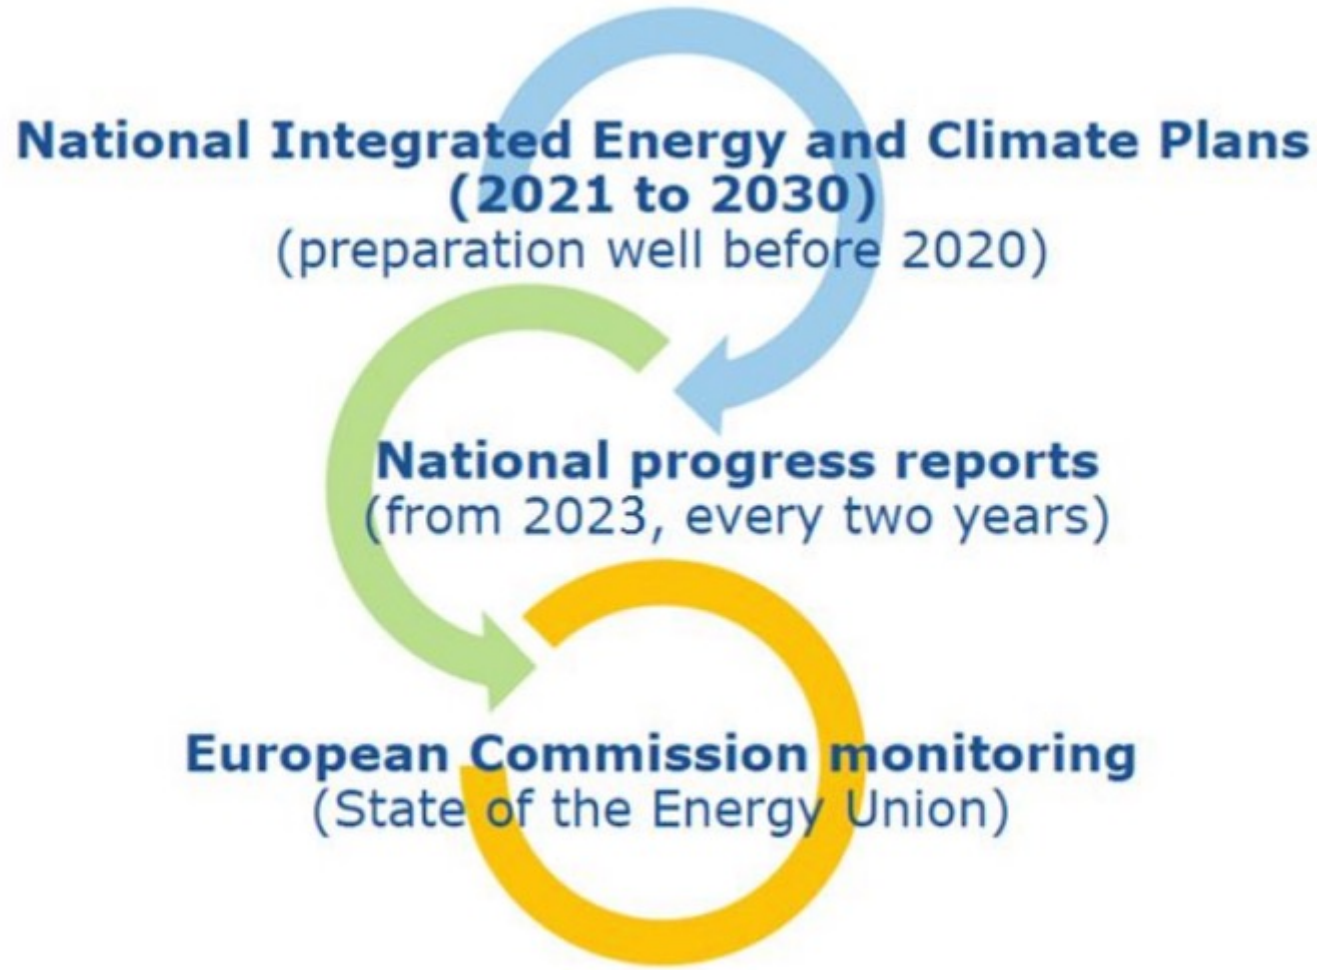 National Integrated Energy and Climate Plans
(2021 to 2030)
(preparation well before 2020)
National progress reports
(from 2023, every two years)
European Commission monitoring
(State of the Energy Union)